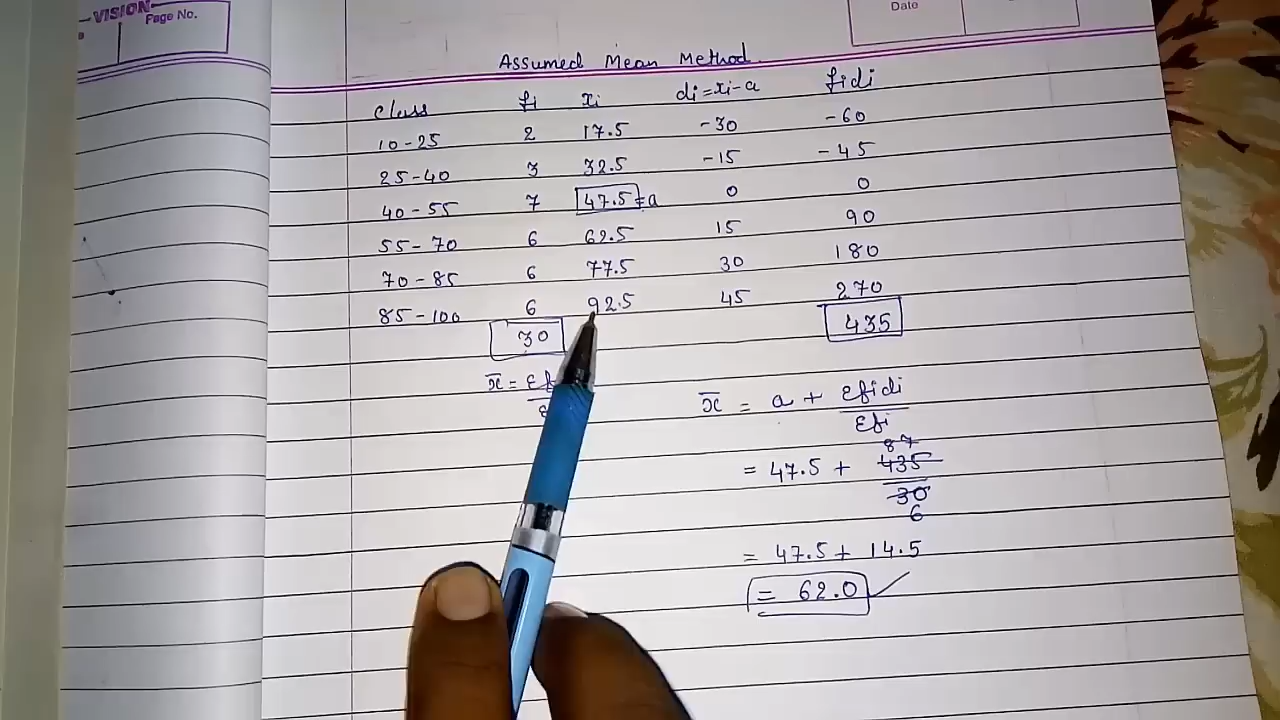 VISION
Page No.
Date
Assumed Mean Method
Class fi xi di=xi-a fidi
10-25 2 17.5 -30 -60
25-40 3 32.5 -15 -45
40-55 7 47.5=a 0 0
55-70 6 62.5 15 90
70-85 6 77.5 30 180
85-100 6 92.5 45 270
30 435
x̄ = Σf
x̄ = a + Σfidi
Σfi
87
= 47.5 + 435
30
6
= 47.5 + 14.5
= 62.0